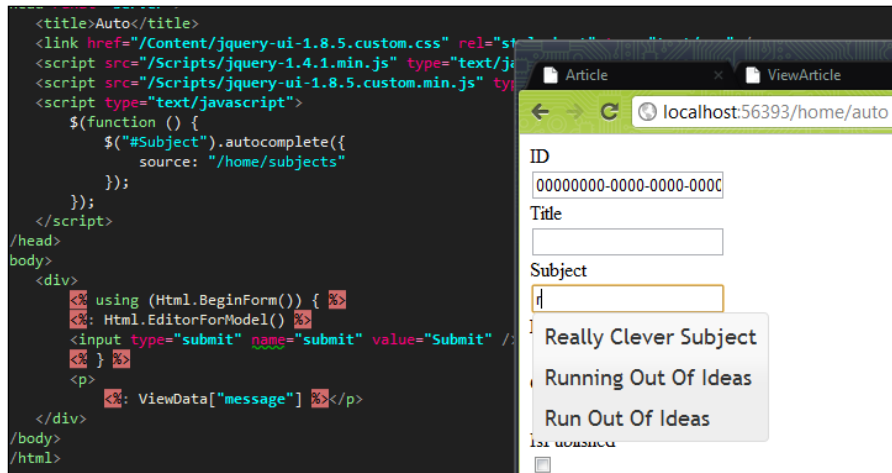 <title>Auto</title>
<link href="/Content/jquery-ui-1.8.5.custom.css" rel="st
<script src="/Scripts/jquery-1.4.1.min.js" type="text/ja
<script src="/Scripts/jquery-ui-1.8.5.custom.min.js" typ
<script type="text/javascript">
$(function () {
$("#Subject").autocomplete({
source: "/home/subjects"
});
});
</script>
/head>
body>
<div>
<% using (Html.BeginForm()) { %>
<%: Html.EditorForModel() %>
<input type="submit" name="submit" value="Submit" />
<% } %>
<p>
<%: ViewData["message"] %></p>
</div>
/body>
/html>
Article × ViewArticle
localhost:56393/home/auto
ID
00000000-0000-0000-0000
Title
Subject
r
Really Clever Subject
Running Out Of Ideas
Run Out Of Ideas
IsPublished